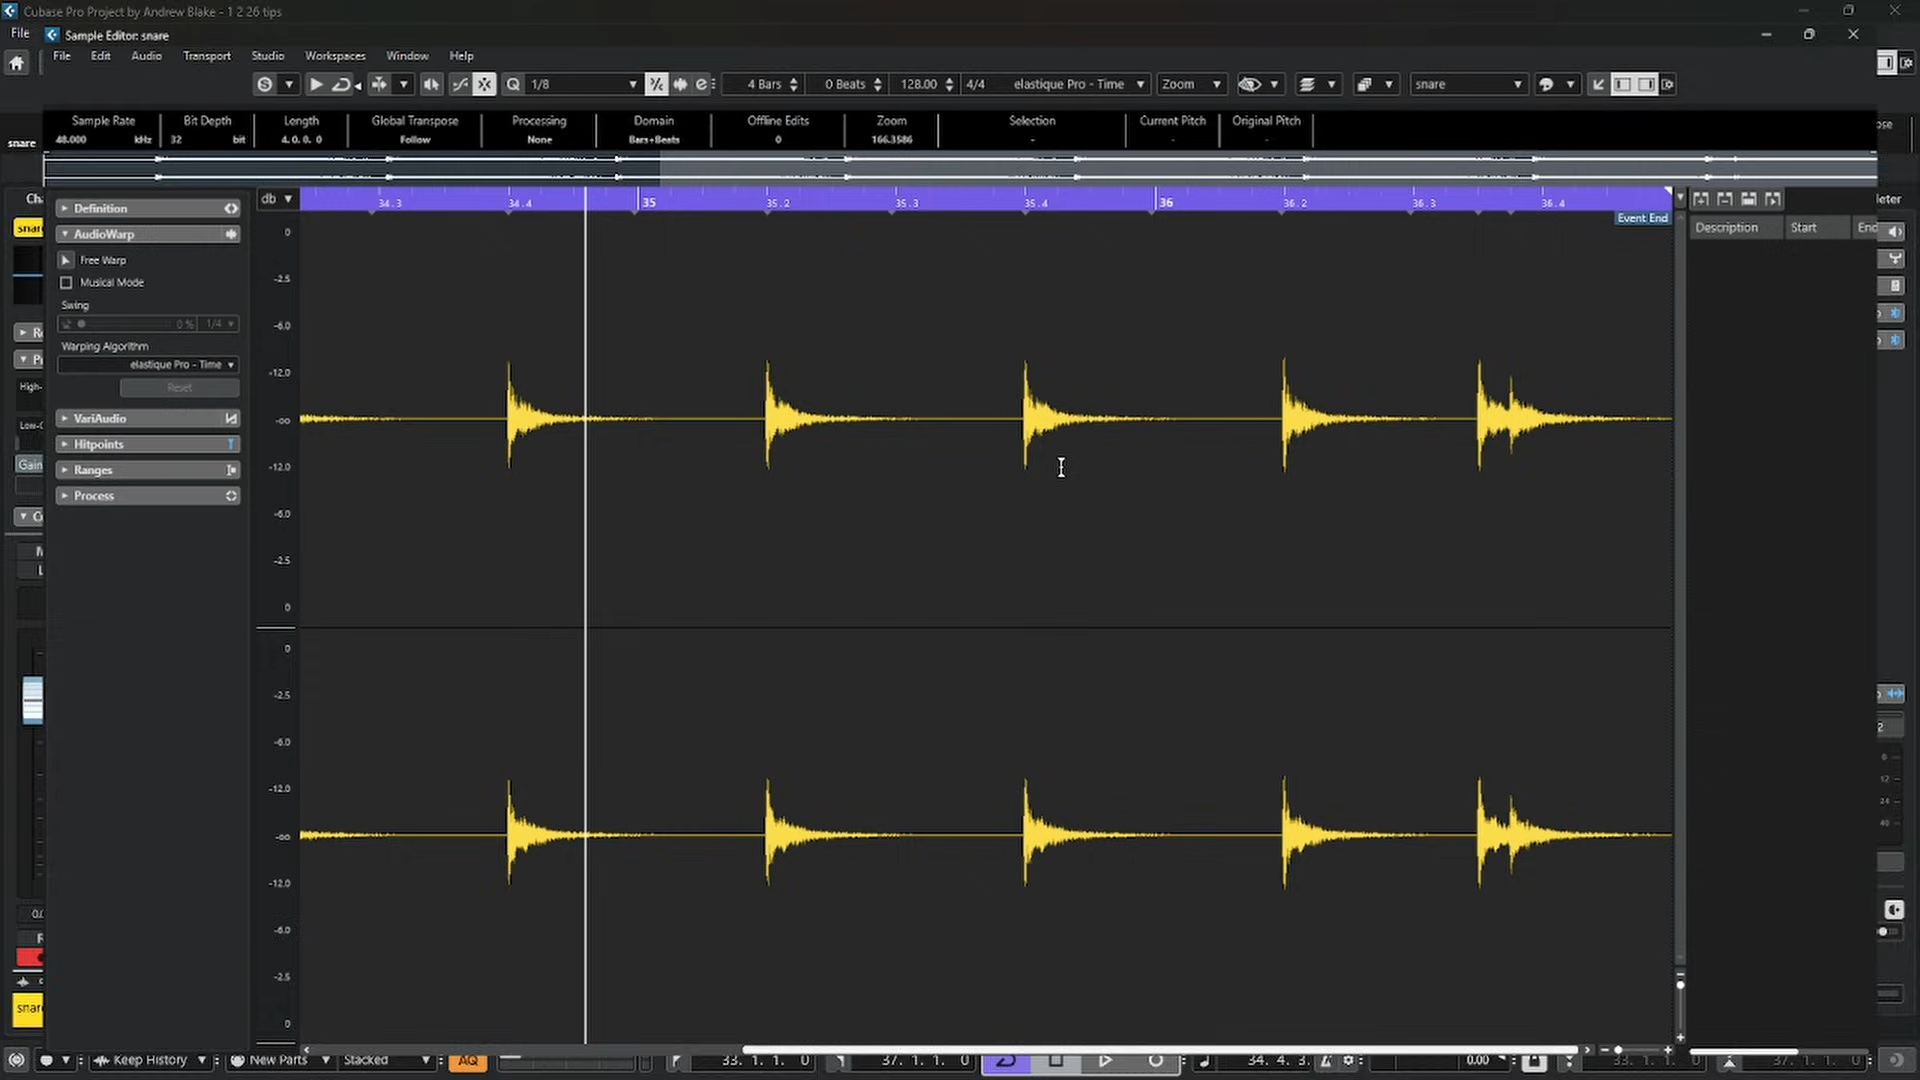 Cubase Pro Project by Andrew Blake - 1 2 26 tips
File
Sample Editor: snare
File Edit Audio Transport Studio Workspaces Window Help
Q 1/8 4 Bars 0 Beats 128.00 4/4 elastique Pro - Time Zoom snare
Sample Rate Bit Depth Length Global Transpose Processing Domain Offline Edits Zoom Selection Current Pitch Original Pitch
48.000 kHz 32 bit 4. 0. 0. 0 Follow None Bars+Beats 0 166.3586 - - -
snare
db 34.3 34.4 35 35.2 35.3 35.4 36 36.2 36.3 36.4
Event End
Description Start End
Definition
AudioWarp
Free Warp
Musical Mode
Swing
0 % 1/4
Warping Algorithm
elastique Pro - Time
Reset
VariAudio
Hitpoints
Ranges
Process
High-
Low-C
Gain
0
-2.5
-6.0
-12.0
-oo
-12.0
-6.0
-2.5
0
0
-2.5
-6.0
-12.0
-oo
-12.0
-6.0
-2.5
0
Keep History New Parts Stacked AQ 33. 1. 1. 0 37. 1. 1. 0 34. 4. 3. 0.00 33. 1. 1. 0 37. 1. 1. 0